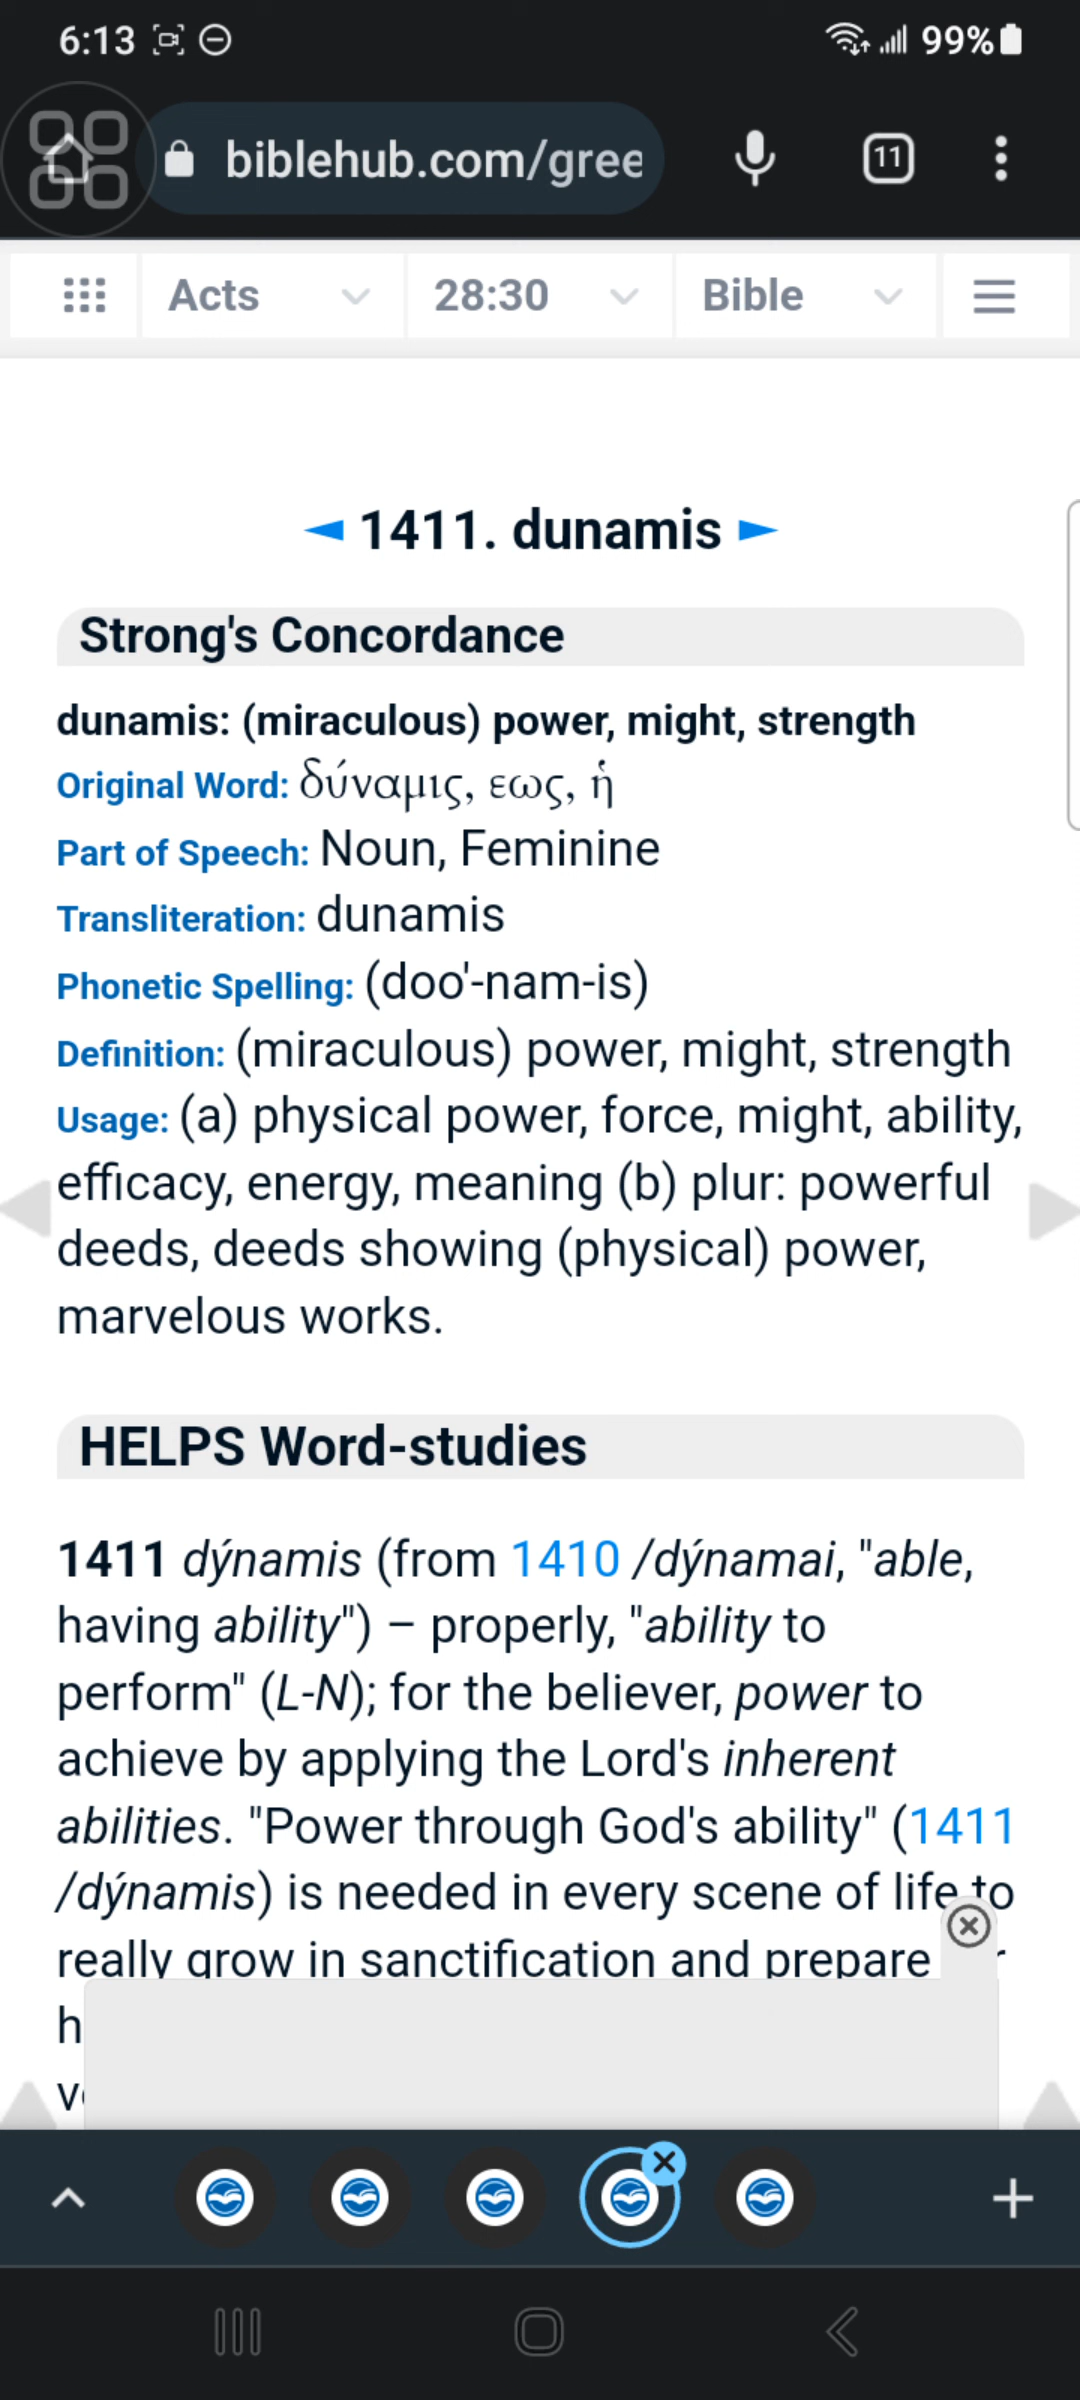 6:13 99%
biblehub.com/gree 11
Acts 28:30 Bible
1411. dunamis
Strong's Concordance
dunamis: (miraculous) power, might, strength
Original Word: δύναμις, εως, ἡ
Part of Speech: Noun, Feminine
Transliteration: dunamis
Phonetic Spelling: (doo'-nam-is)
Definition: (miraculous) power, might, strength
Usage: (a) physical power, force, might, ability,
efficacy, energy, meaning (b) plur: powerful
deeds, deeds showing (physical) power,
marvelous works.
HELPS Word-studies
1411 dýnamis (from 1410 /dýnamai, "able,
having ability") – properly, "ability to
perform" (L-N); for the believer, power to
achieve by applying the Lord's inherent
abilities. "Power through God's ability" (1411
/dýnamis) is needed in every scene of life to
really grow in sanctification and prepare